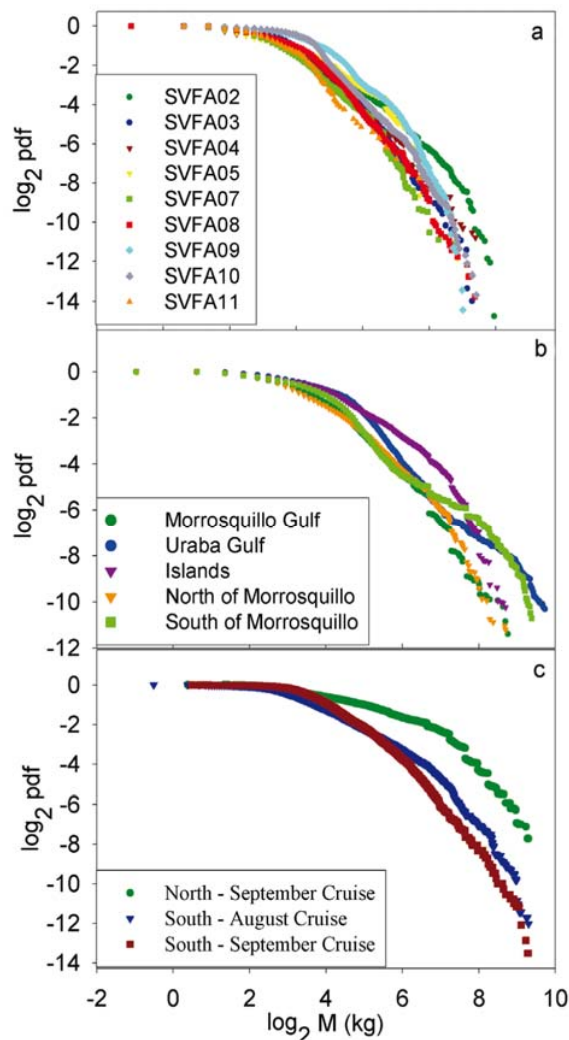 0
a
-2
-4
-6
-8
-10
-12
-14
log₂ pdf
SVFA02
SVFA03
SVFA04
SVFA05
SVFA07
SVFA08
SVFA09
SVFA10
SVFA11
b
0
-2
-4
-6
-8
-10
-12
log₂ pdf
Morrosquillo Gulf
Uraba Gulf
Islands
North of Morrosquillo
South of Morrosquillo
c
0
-2
-4
-6
-8
-10
-12
-14
log₂ pdf
North - September Cruise
South - August Cruise
South - September Cruise
-2 0 2 4 6 8 10
log₂ M (kg)